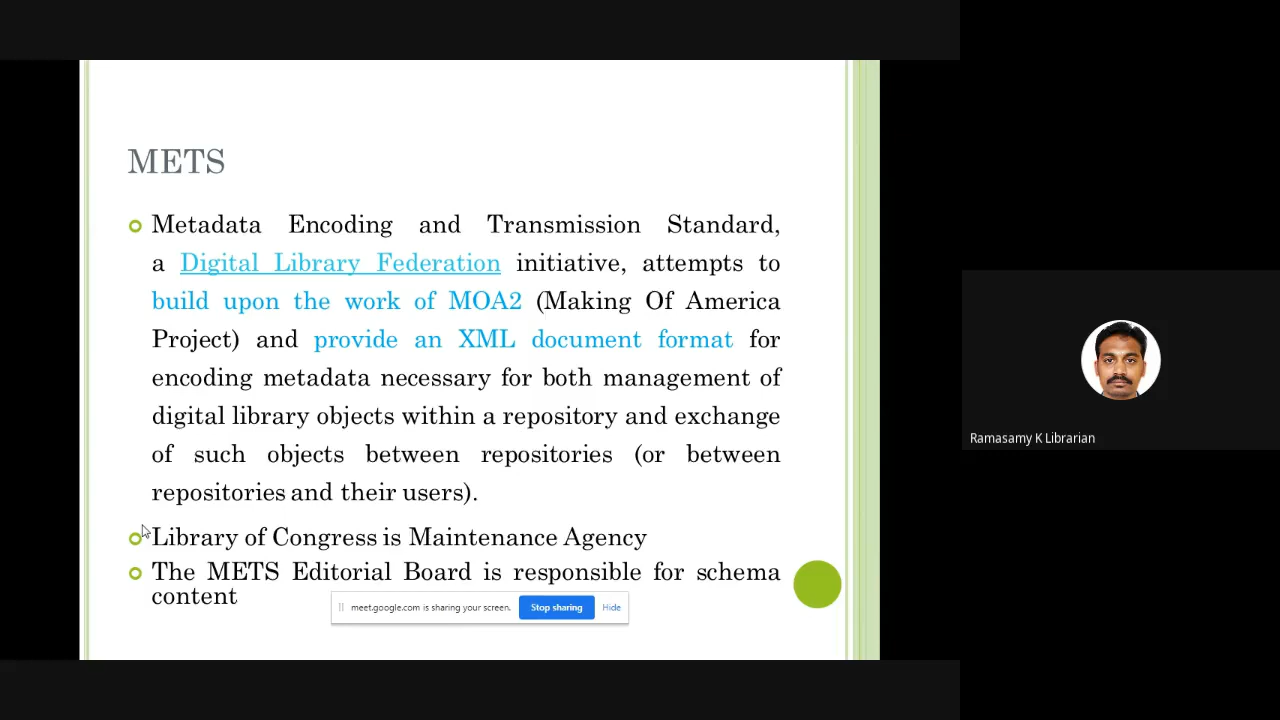 METS
Metadata Encoding and Transmission Standard,
a Digital Library Federation initiative, attempts to
build upon the work of MOA2 (Making Of America
Project) and provide an XML document format for
encoding metadata necessary for both management of
digital library objects within a repository and exchange
of such objects between repositories (or between
repositories and their users).
Library of Congress is Maintenance Agency
The METS Editorial Board is responsible for schema
content
meet.google.com is sharing your screen. Stop sharing Hide
Ramasamy K Librarian